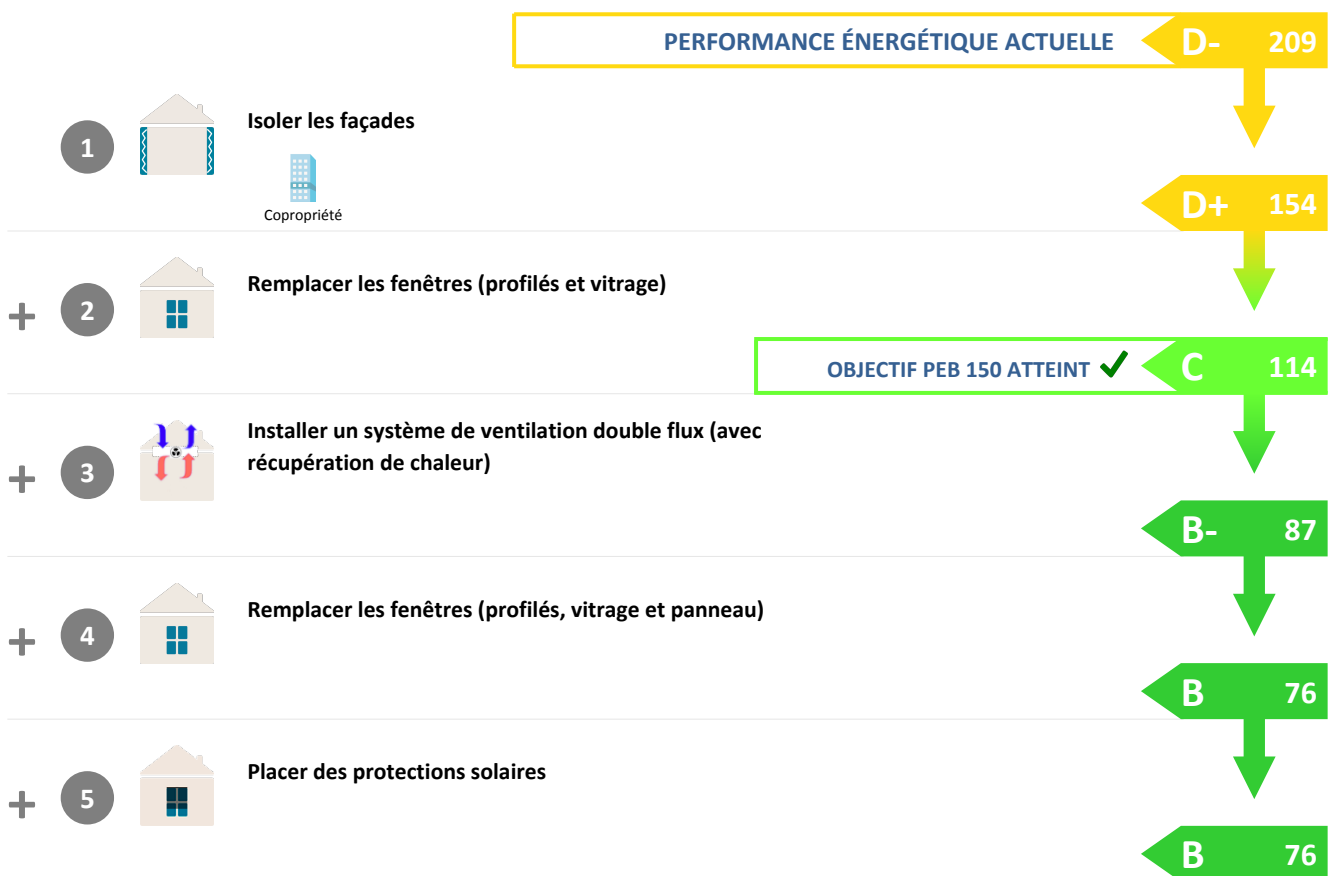 PERFORMANCE ÉNERGÉTIQUE ACTUELLE D- 209
1 Isoler les façades
Copropriété
D+ 154
+ 2 Remplacer les fenêtres (profilés et vitrage)
OBJECTIF PEB 150 ATTEINT ✓ C 114
+ 3 Installer un système de ventilation double flux (avec
récupération de chaleur)
B- 87
+ 4 Remplacer les fenêtres (profilés, vitrage et panneau)
B 76
+ 5 Placer des protections solaires
B 76